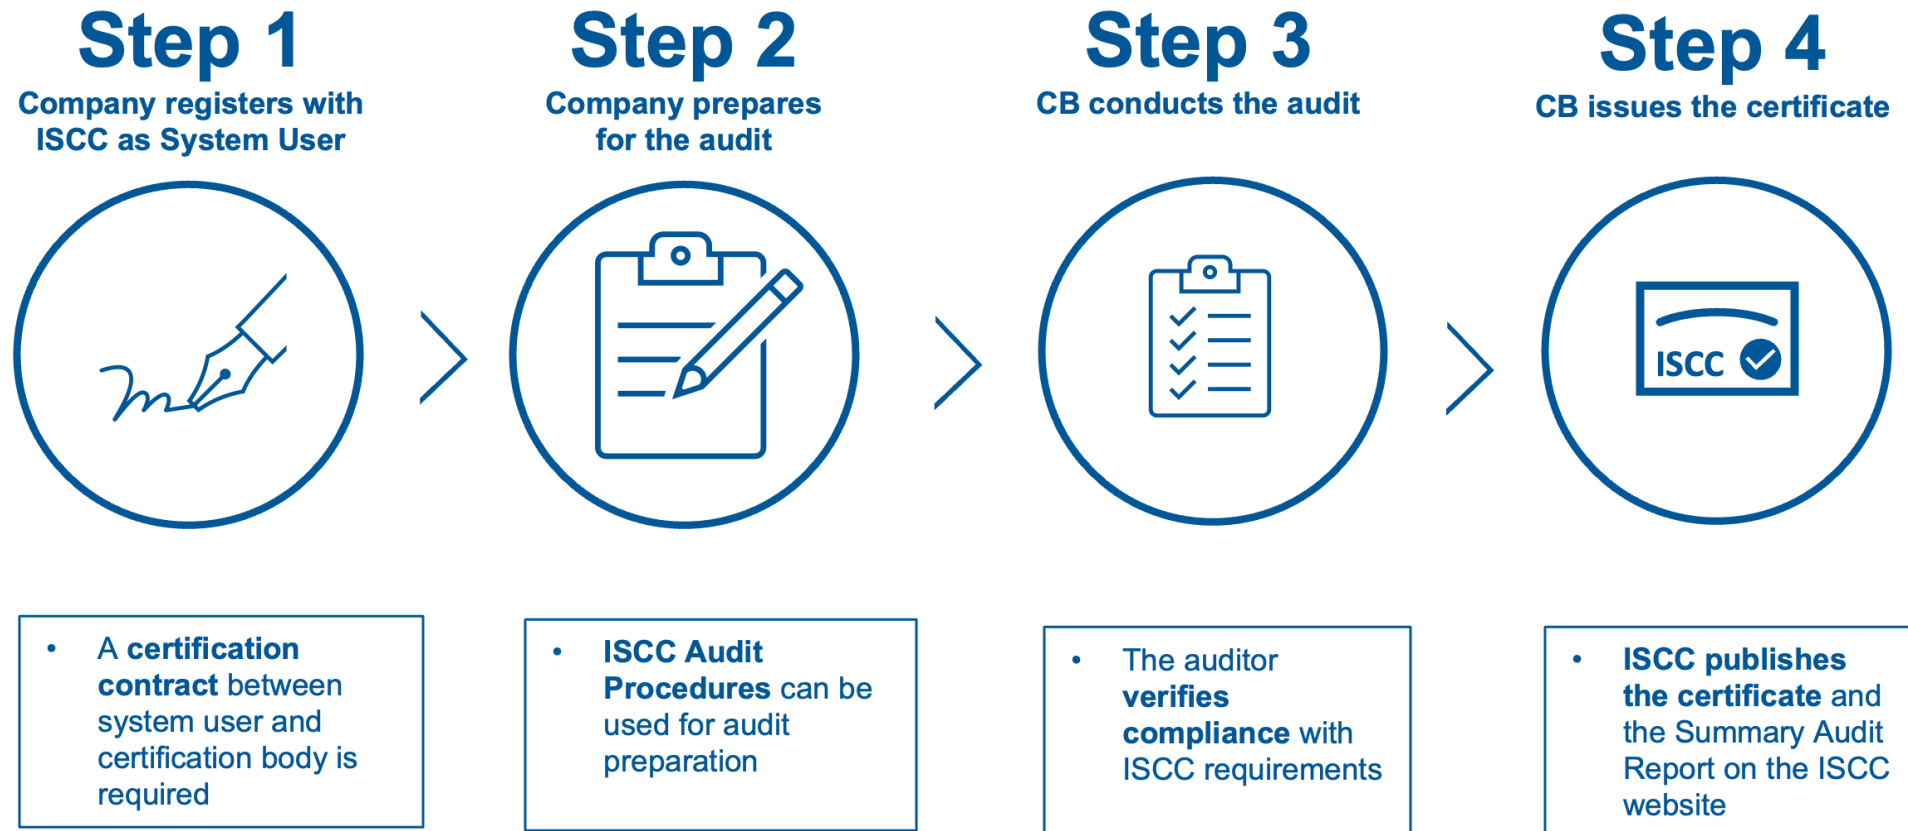 Step 1
Company registers with
ISCC as System User
Step 2
Company prepares
for the audit
Step 3
CB conducts the audit
Step 4
CB issues the certificate
ISCC
• A certification
contract between
system user and
certification body is
required
• ISCC Audit
Procedures can be
used for audit
preparation
• The auditor
verifies
compliance with
ISCC requirements
• ISCC publishes
the certificate and
the Summary Audit
Report on the ISCC
website